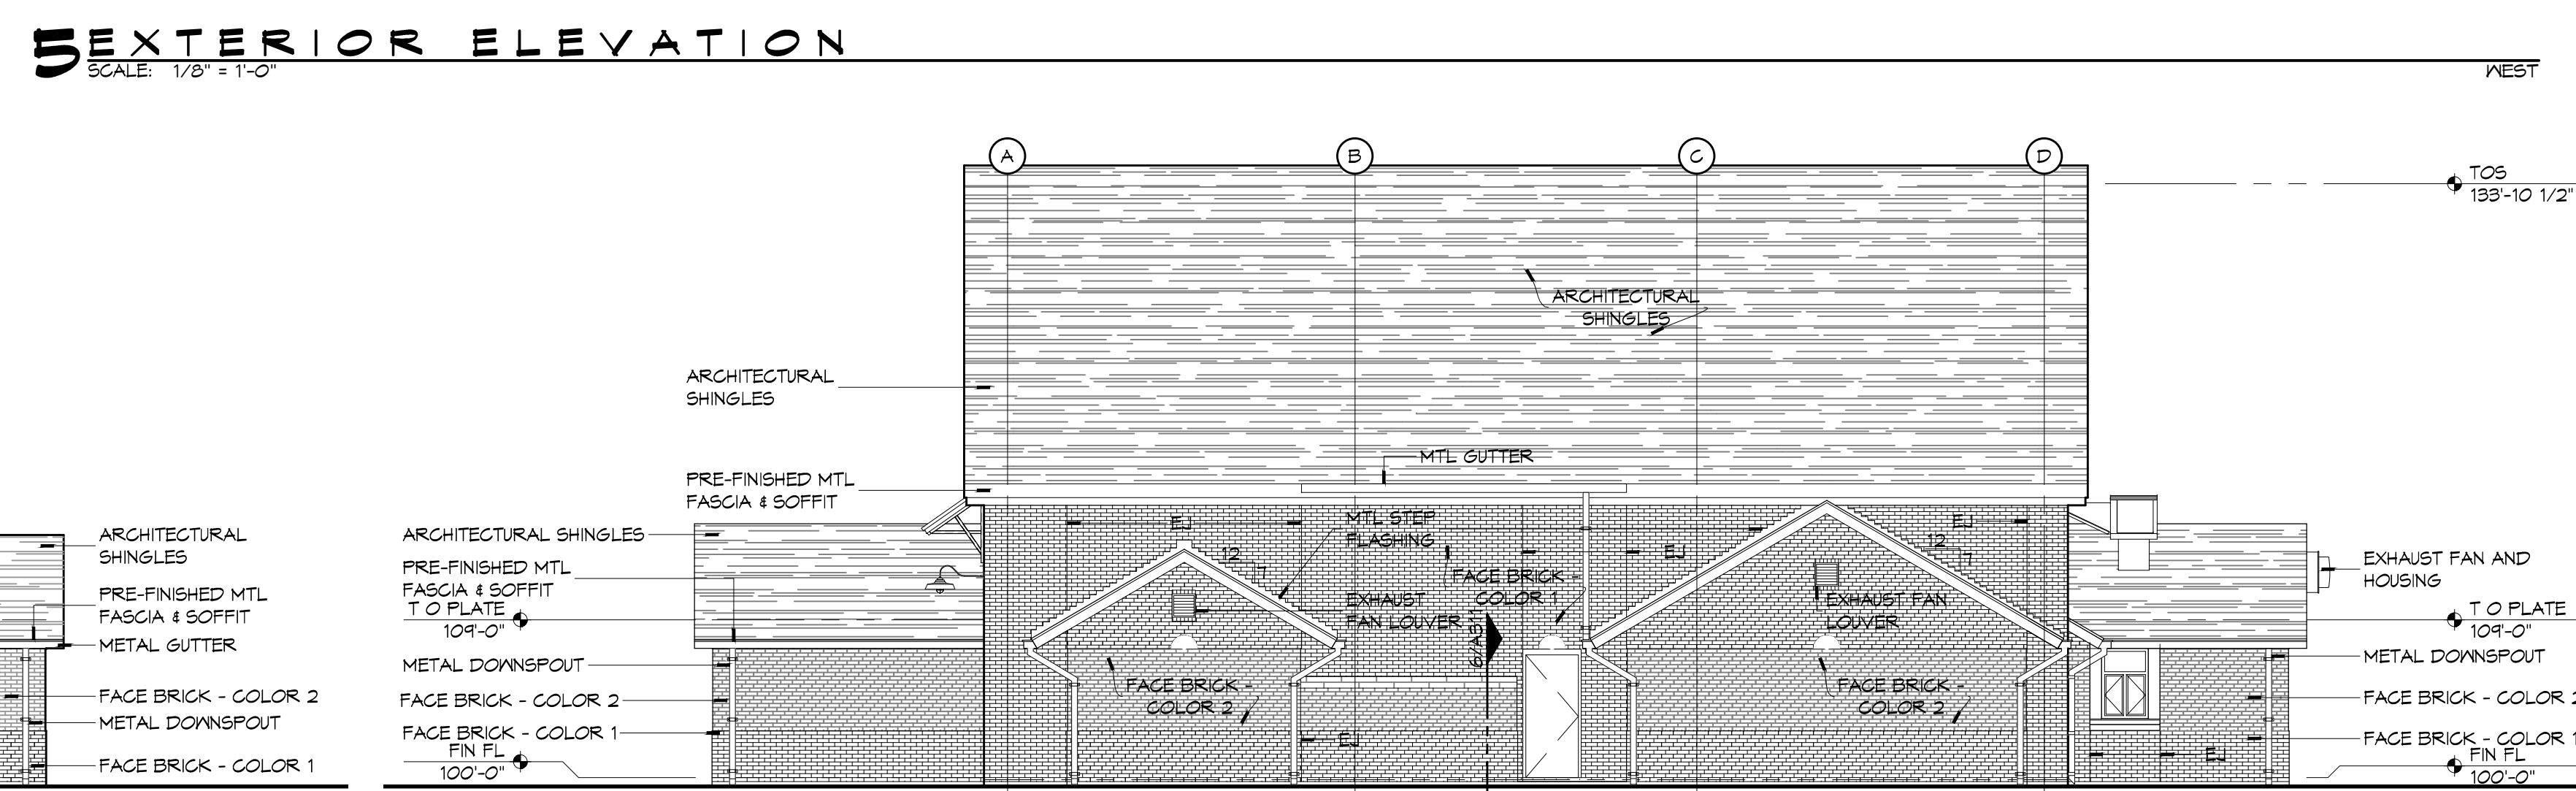 5 EXTERIOR ELEVATION
SCALE: 1/8" = 1'-0"
WEST
A
B
C
D
TOS
133'-10 1/2"
ARCHITECTURAL
SHINGLES
ARCHITECTURAL
SHINGLES
MTL GUTTER
PRE-FINISHED MTL
FASCIA & SOFFIT
ARCHITECTURAL
SHINGLES
PRE-FINISHED MTL
FASCIA & SOFFIT
METAL GUTTER
FACE BRICK - COLOR 2
METAL DOWNSPOUT
FACE BRICK - COLOR 1
ARCHITECTURAL SHINGLES
PRE-FINISHED MTL
FASCIA & SOFFIT
T O PLATE
109'-0"
METAL DOWNSPOUT
FACE BRICK - COLOR 2
FACE BRICK - COLOR 1
FIN FL
100'-0"
EJ
12
7
MTL STEP
FLASHING
EXHAUST
FAN LOUVER
FACE BRICK -
COLOR 1
6/A311
FACE BRICK -
COLOR 2
EJ
EJ
EJ
12
7
EXHAUST FAN
LOUVER
FACE BRICK -
COLOR 2
EJ
EXHAUST FAN AND
HOUSING
T O PLATE
109'-0"
METAL DOWNSPOUT
FACE BRICK - COLOR 2
FACE BRICK - COLOR 1
FIN FL
100'-0"